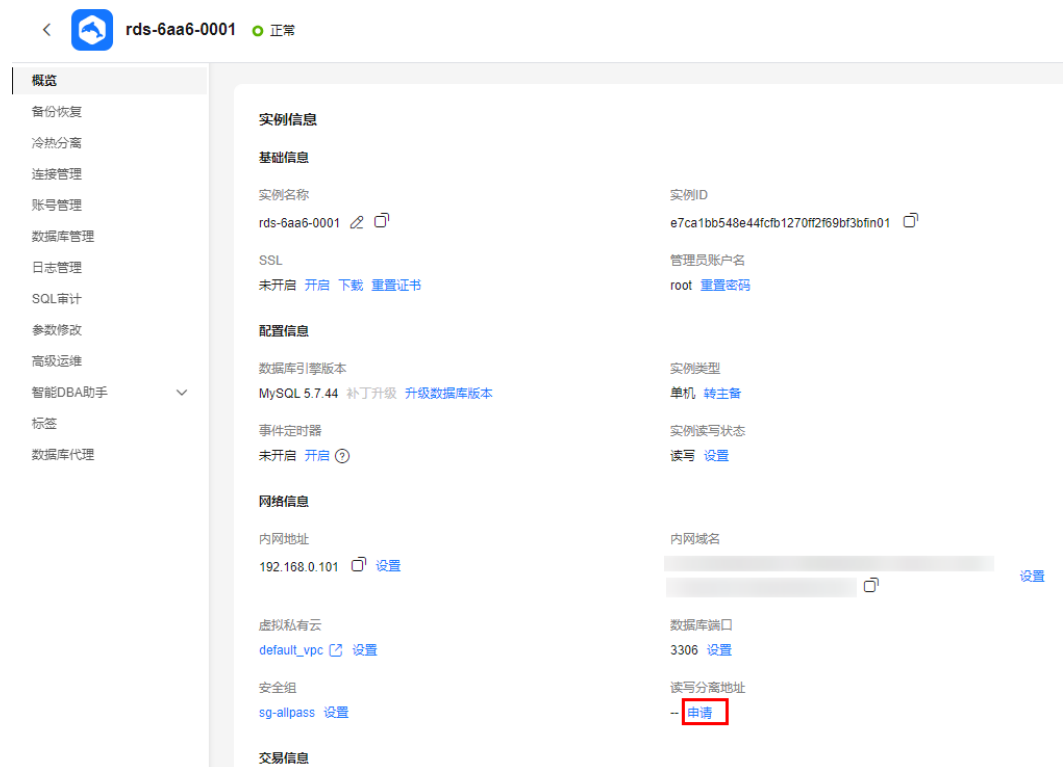 rds-6aa6-0001 正常
概览
备份恢复
冷热分离
连接管理
账号管理
数据库管理
日志管理
SQL审计
参数修改
高级运维
智能DBA助手
标签
数据库代理
实例信息
基础信息
实例名称
rds-6aa6-0001
实例ID
e7ca1bb548e44fcfb1270ff2f69bf3bfin01
SSL
未开启 开启 下载 重置证书
管理员账户名
root 重置密码
配置信息
数据库引擎版本
MySQL 5.7.44 补丁升级 升级数据库版本
实例类型
单机 转主备
事件定时器
未开启 开启
实例读写状态
读写 设置
网络信息
内网地址
192.168.0.101 设置
内网域名
设置
虚拟私有云
default_vpc 设置
数据库端口
3306 设置
安全组
sg-allpass 设置
读写分离地址
-- 申请
交易信息